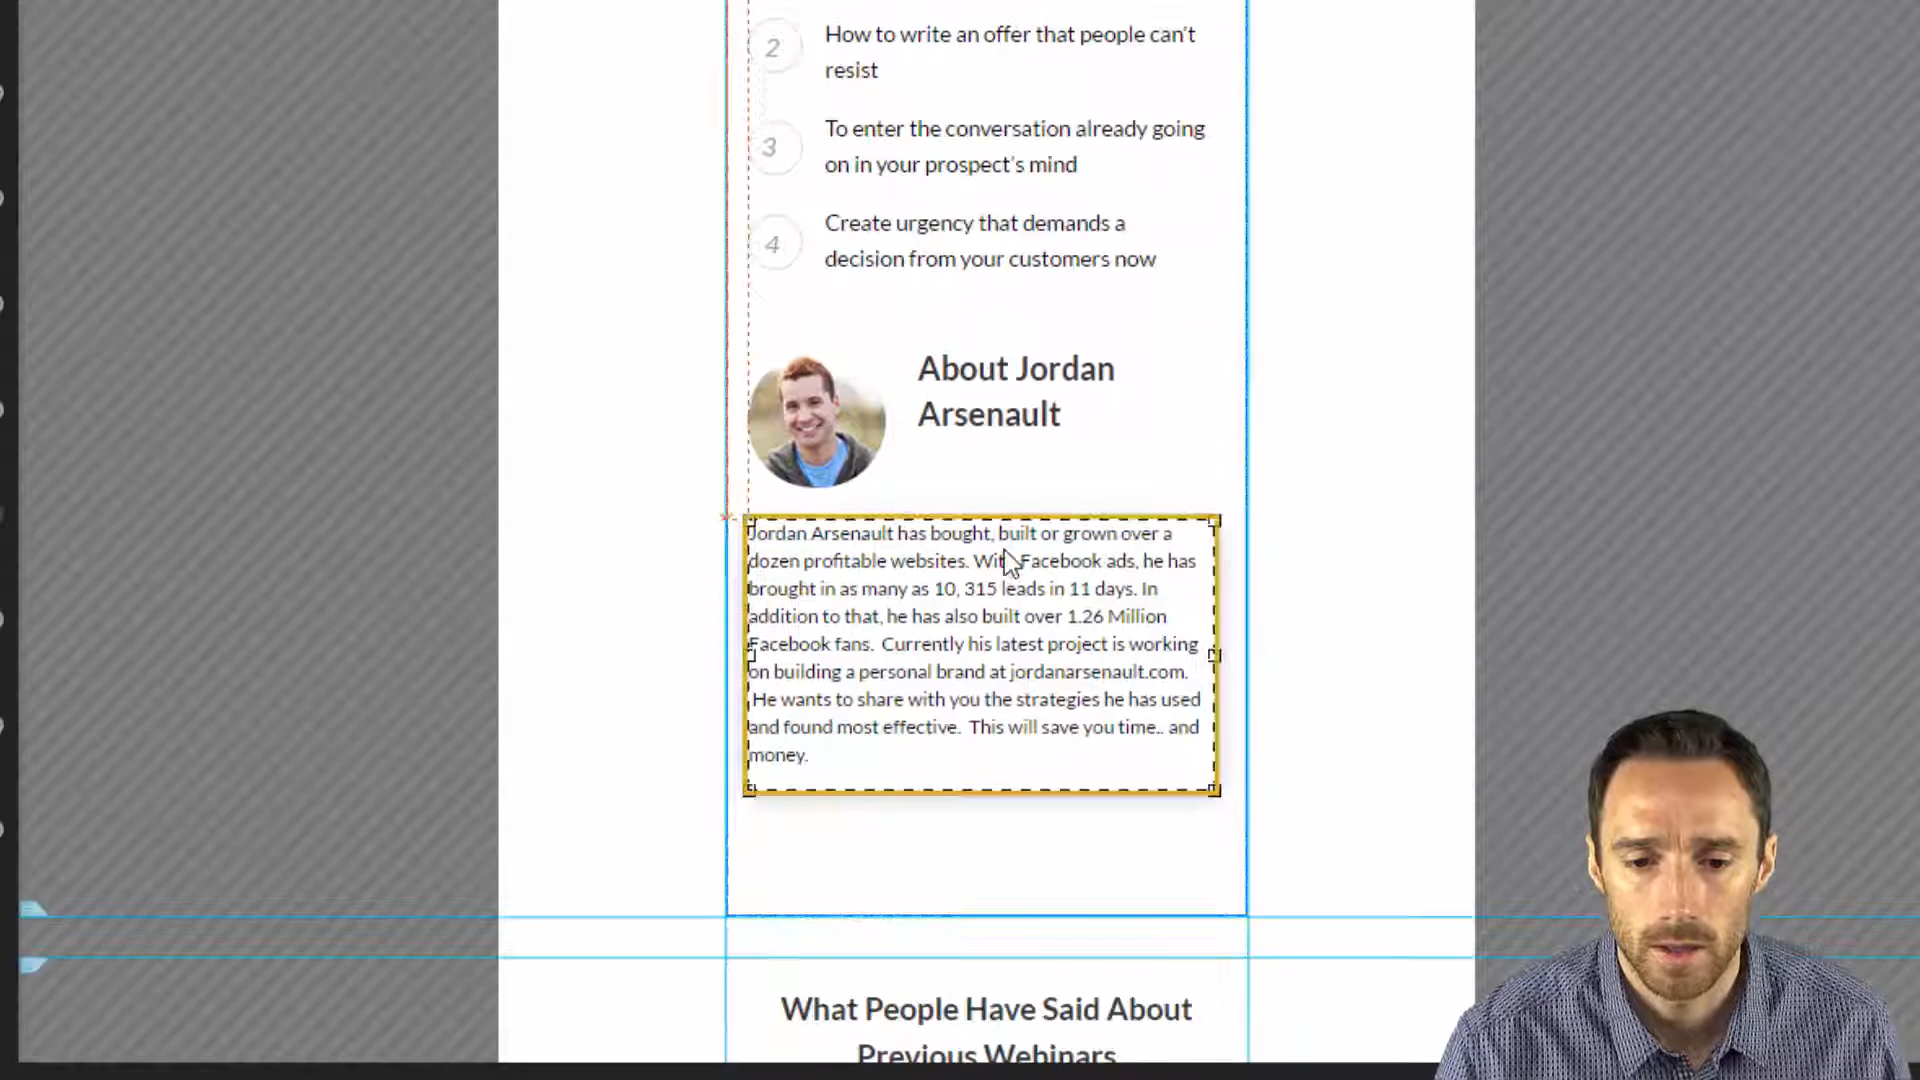 2
How to write an offer that people can't
resist
3
To enter the conversation already going
on in your prospect’s mind
4
Create urgency that demands a
decision from your customers now
About Jordan
Arsenault
Jordan Arsenault has bought, built or grown over a
dozen profitable websites. With Facebook ads, he has
brought in as many as 10, 315 leads in 11 days. In
addition to that, he has also built over 1.26 Million
Facebook fans.  Currently his latest project is working
on building a personal brand at jordanarsenault.com.
He wants to share with you the strategies he has used
and found most effective.  This will save you time.. and
money.
What People Have Said About
Previous Webinars